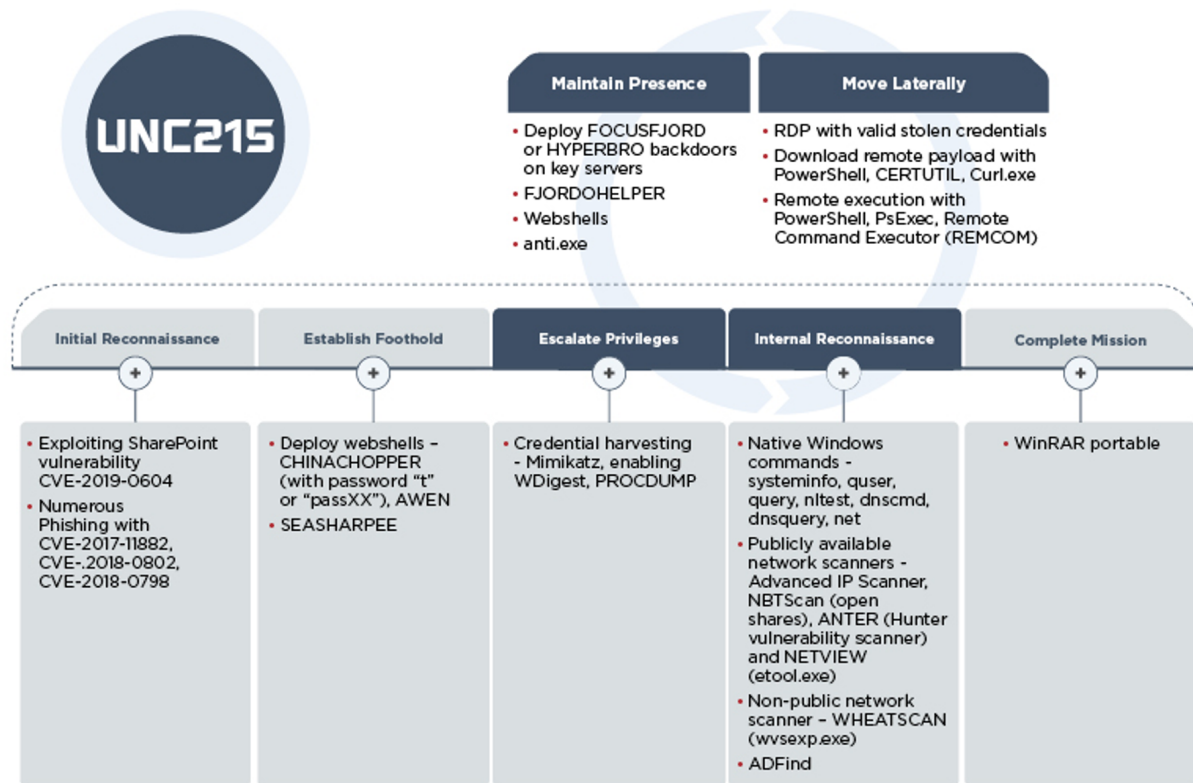 UNC215
Maintain Presence
• Deploy FOCUSFJORD
or HYPERBRO backdoors
on key servers
• FJORDOHELPER
• Webshells
• anti.exe
Move Laterally
• RDP with valid stolen credentials
• Download remote payload with
PowerShell, CERTUTIL, Curl.exe
• Remote execution with
PowerShell, PsExec, Remote
Command Executor (REMCOM)
Initial Reconnaissance
+
• Exploiting SharePoint
vulnerability
CVE-2019-0604
• Numerous
Phishing with
CVE-2017-11882,
CVE-.2018-0802,
CVE-2018-0798
Establish Foothold
+
• Deploy webshells –
CHINACHOPPER
(with password “t”
or “passXX”), AWEN
• SEASHARPEE
Escalate Privileges
+
• Credential harvesting
- Mimikatz, enabling
WDigest, PROCDUMP
Internal Reconnaissance
+
• Native Windows
commands -
systeminfo, quser,
query, nltest, dnscmd,
dnsquery, net
• Publicly available
network scanners -
Advanced IP Scanner,
NBTScan (open
shares), ANTER (Hunter
vulnerability scanner)
and NETVIEW
(etool.exe)
• Non-public network
scanner – WHEATSCAN
(wvsexp.exe)
• ADFind
Complete Mission
+
• WinRAR portable